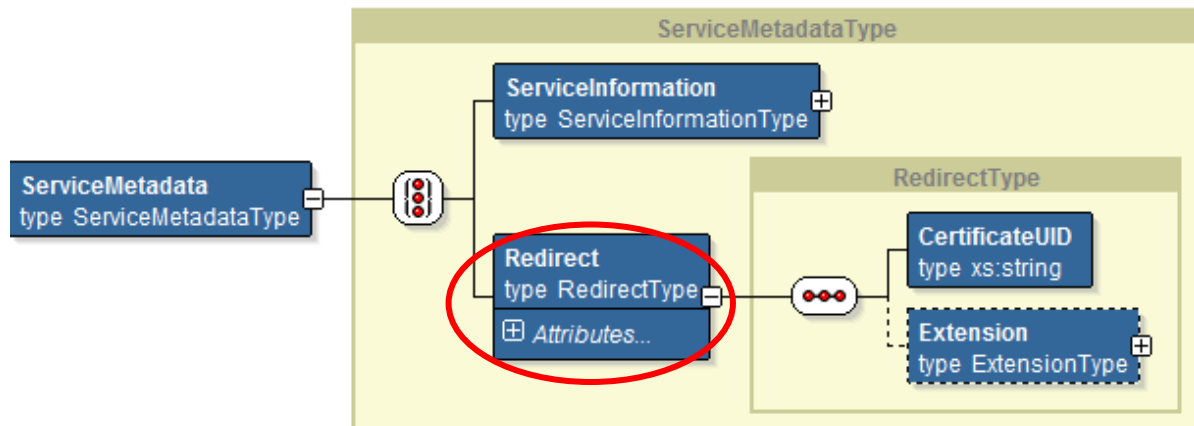 ServiceMetadataType
ServiceInformation
type ServiceInformationType
ServiceMetadata
type ServiceMetadataType
RedirectType
Redirect
type RedirectType
Attributes...
CertificateUID
type xs:string
Extension
type ExtensionType